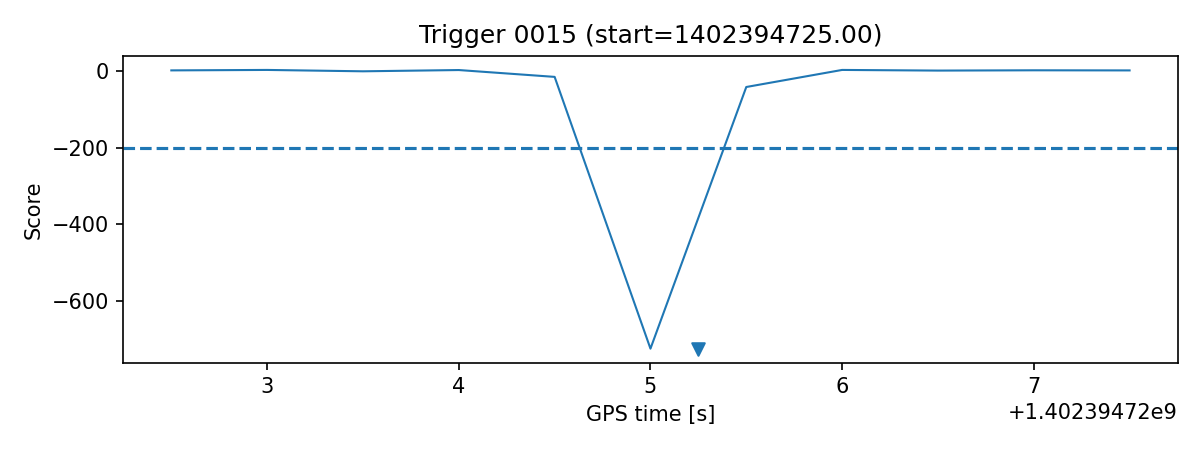 Trigger 0015 (start=1402394725.00)
0
−200
−400
−600
Score
3 4 5 6 7
GPS time [s]
+1.40239472e9